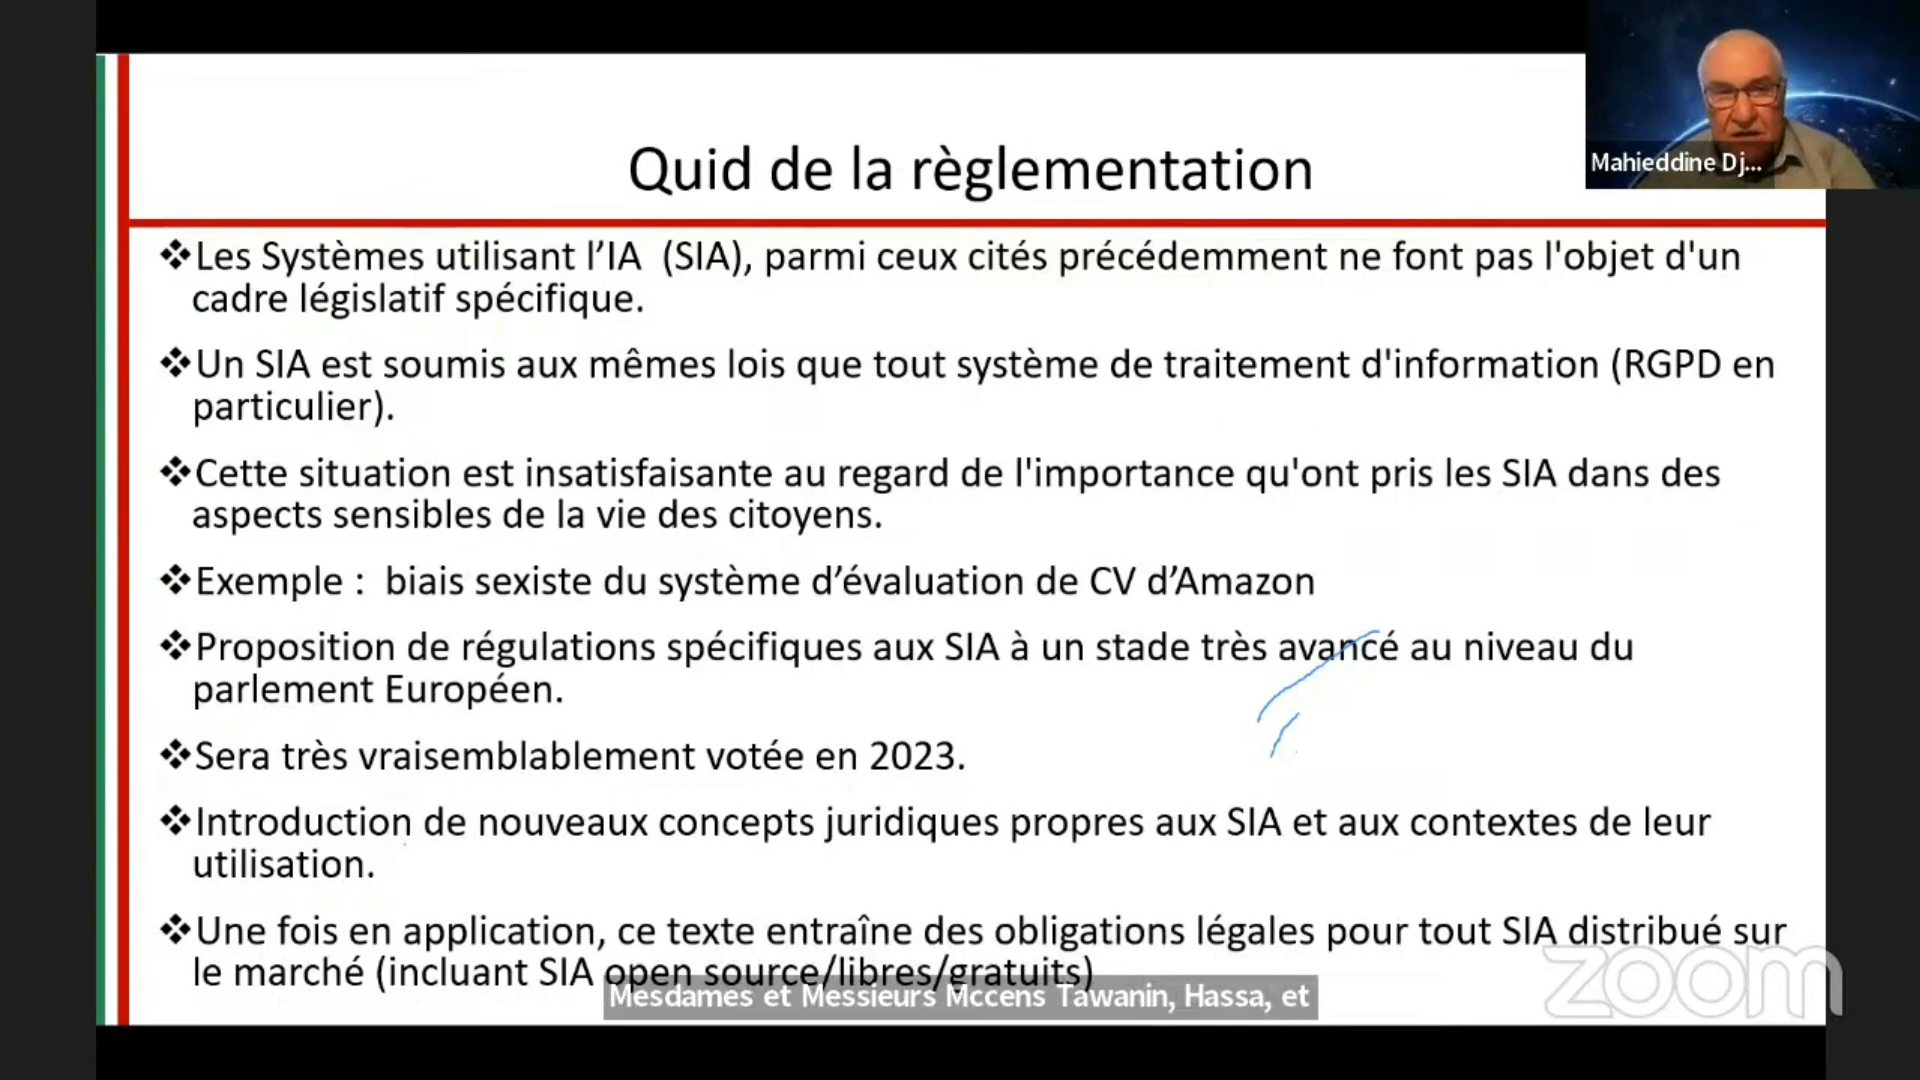 Quid de la règlementation
Mahieddine Dj...
❖Les Systèmes utilisant l’IA  (SIA), parmi ceux cités précédemment ne font pas l'objet d'un
cadre législatif spécifique.
❖Un SIA est soumis aux mêmes lois que tout système de traitement d'information (RGPD en
particulier).
❖Cette situation est insatisfaisante au regard de l'importance qu'ont pris les SIA dans des
aspects sensibles de la vie des citoyens.
❖Exemple :  biais sexiste du système d’évaluation de CV d’Amazon
❖Proposition de régulations spécifiques aux SIA à un stade très avancé au niveau du
parlement Européen.
❖Sera très vraisemblablement votée en 2023.
❖Introduction de nouveaux concepts juridiques propres aux SIA et aux contextes de leur
utilisation.
❖Une fois en application, ce texte entraîne des obligations légales pour tout SIA distribué sur
le marché (incluant SIA open source/libres/gratuits)
Mesdames et Messieurs Mccens Tawanin, Hassa, et
zoom